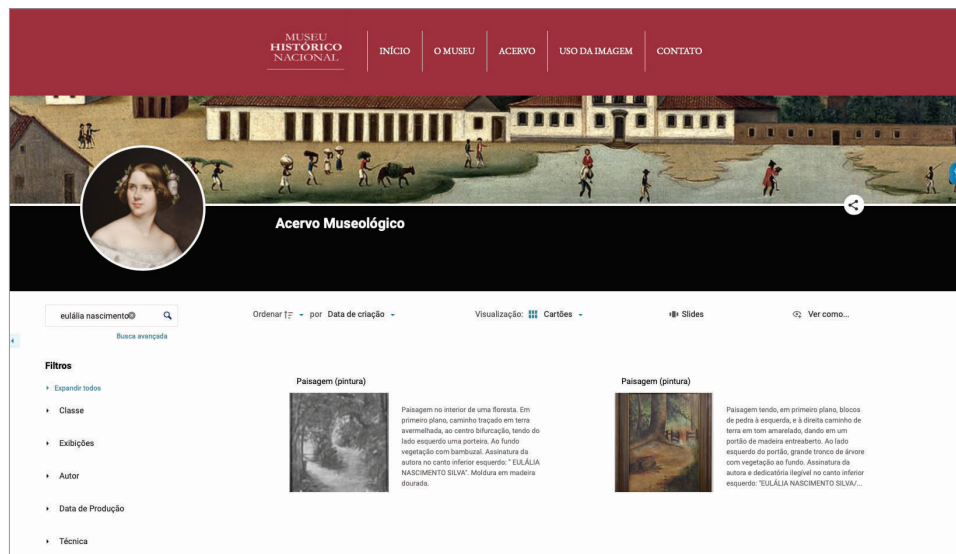 MUSEU
HISTÓRICO
NACIONAL
INÍCIO
O MUSEU
ACERVO
USO DA IMAGEM
CONTATO
Acervo Museológico
eulália nascimento
Busca avançada
Ordenar por Data de criação
Visualização: Cartões
Slides
Ver como...
Filtros
Expandir todos
Classe
Exibições
Autor
Data de Produção
Técnica
Paisagem (pintura)
Paisagem no interior de uma floresta. Em
primeiro plano, caminho traçado em terra
avermelhada, ao centro bifurcação, tendo do
lado esquerdo uma porteira. Ao fundo
vegetação com bambuzal. Assinatura da
autora no canto inferior esquerdo: " EULÁLIA
NASCIMENTO SILVA". Moldura em madeira
dourada.
Paisagem (pintura)
Paisagem tendo, em primeiro plano, blocos
de pedra à esquerda, e à direita caminho de
terra em tom amarelado, dando em um
portão de madeira entreaberto. Ao lado
esquerdo do portão, grande tronco de árvore
com vegetação ao fundo. Assinatura da
autora e dedicatória ilegível no canto inferior
esquerdo: "EULÁLIA NASCIMENTO SILVA/...